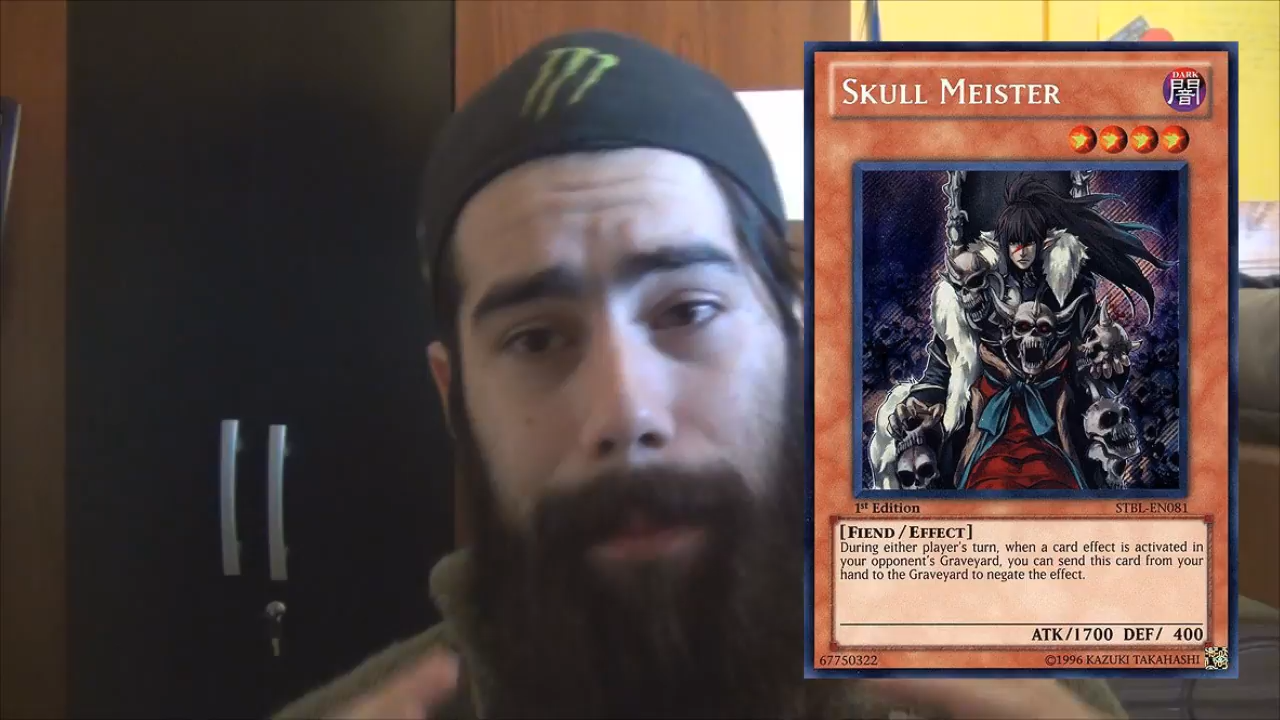 SKULL MEISTER
DARK
闇
1st Edition
STBL-EN081
[FIEND/EFFECT]
During either player's turn, when a card effect is activated in
your opponent's Graveyard, you can send this card from your
hand to the Graveyard to negate the effect.
ATK/1700 DEF/ 400
67750322
©1996 KAZUKI TAKAHASHI